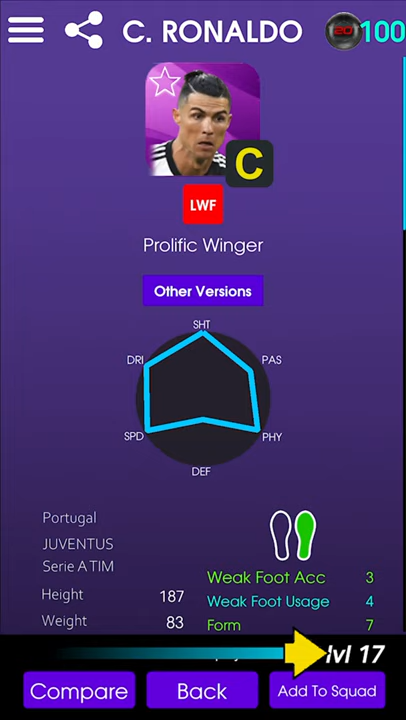 C. RONALDO
20 100
C
LWF
Prolific Winger
Other Versions
SHT
DRI PAS
SPD PHY
DEF
Portugal
JUVENTUS
Serie A TIM
Height 187
Weight 83
Weak Foot Acc 3
Weak Foot Usage 4
Form 7
lvl 17
Compare Back Add To Squad